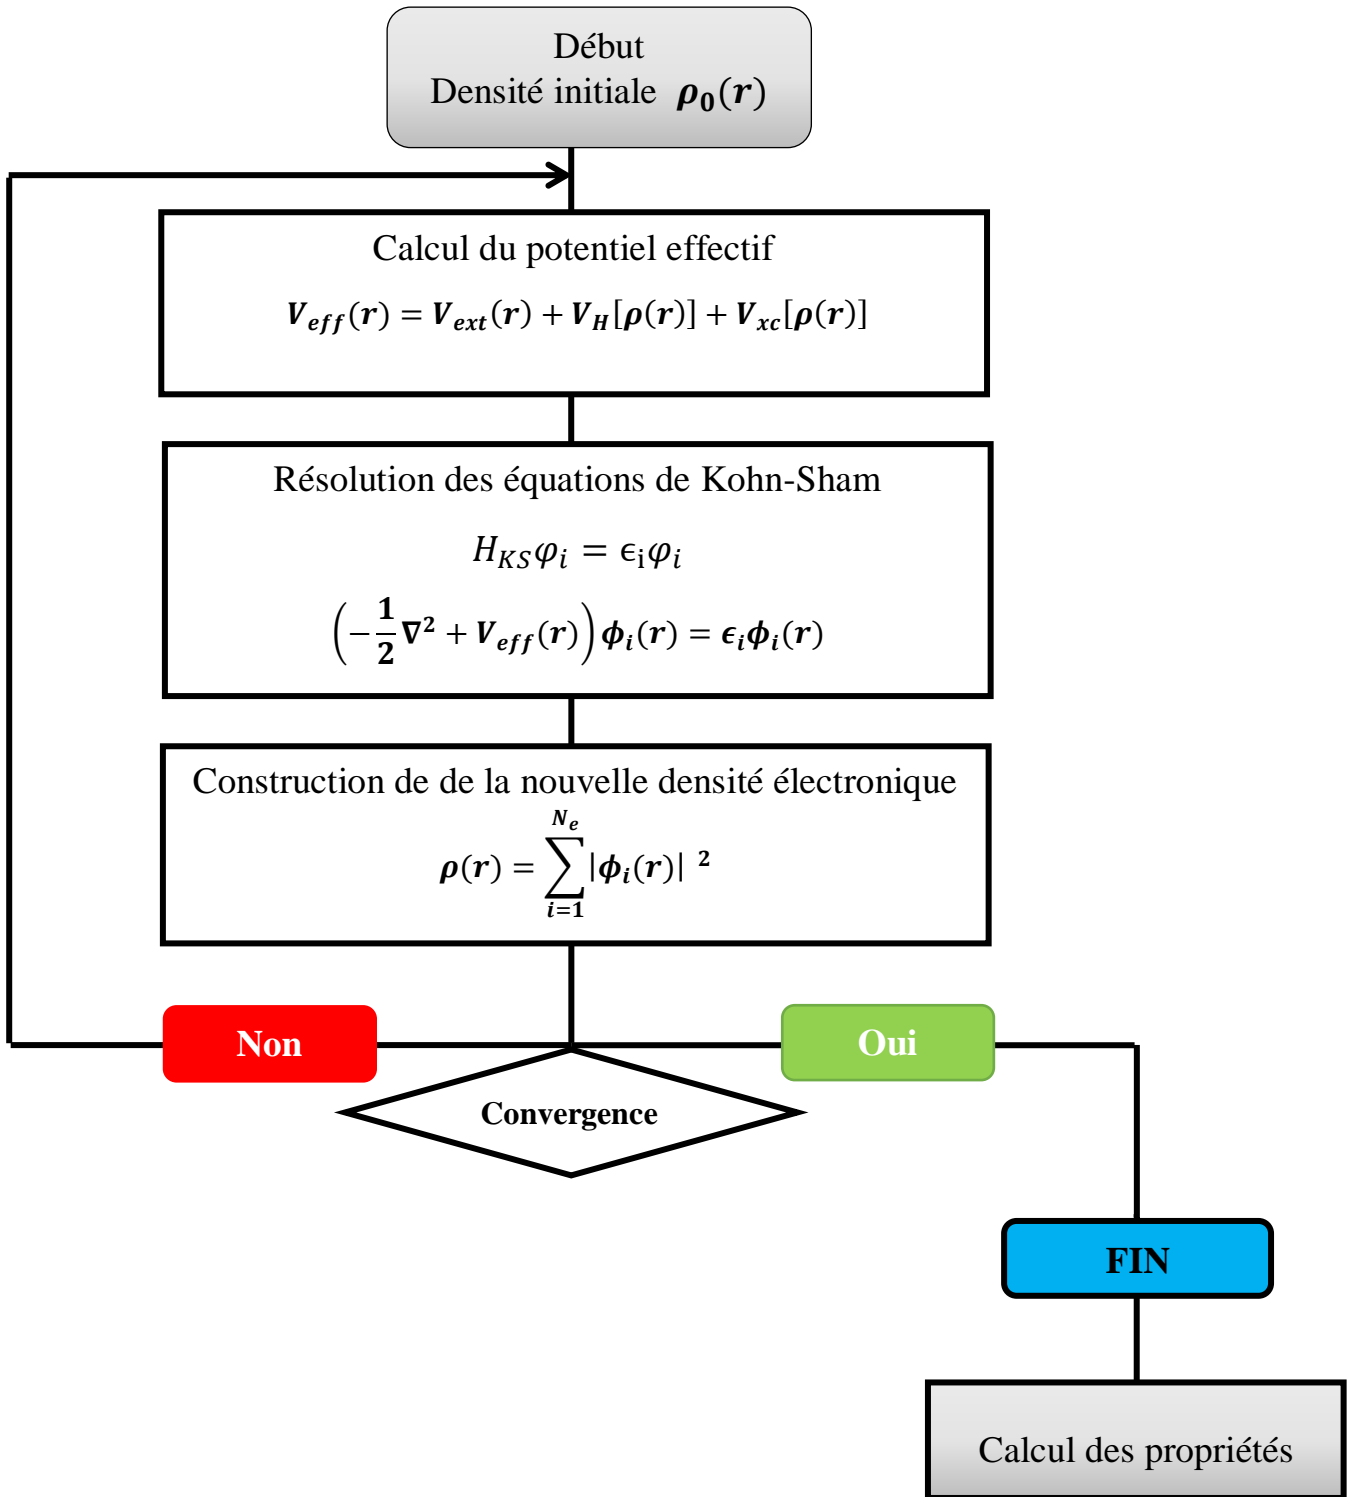 Début
Densité initiale ρ₀(r)
Calcul du potentiel effectif
V_eff(r) = V_ext(r) + V_H[ρ(r)] + V_xc[ρ(r)]
Résolution des équations de Kohn-Sham
H_KS φ_i = ϵ_i φ_i
(−1/2 ∇² + V_eff(r)) ϕ_i(r) = ϵ_i ϕ_i(r)
Construction de de la nouvelle densité électronique
ρ(r) = ∑_{i=1}^{N_e} |ϕ_i(r)| ²
Non
Oui
Convergence
FIN
Calcul des propriétés